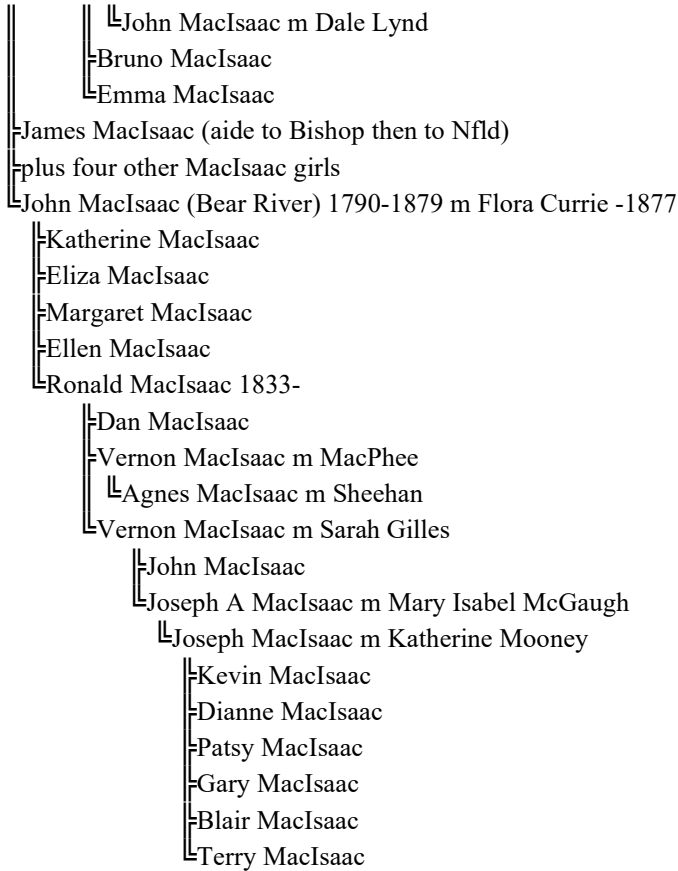 John MacIsaac m Dale Lynd
Bruno MacIsaac
Emma MacIsaac
James MacIsaac (aide to Bishop then to Nfld)
plus four other MacIsaac girls
John MacIsaac (Bear River) 1790-1879 m Flora Currie -1877
Katherine MacIsaac
Eliza MacIsaac
Margaret MacIsaac
Ellen MacIsaac
Ronald MacIsaac 1833-
Dan MacIsaac
Vernon MacIsaac m MacPhee
Agnes MacIsaac m Sheehan
Vernon MacIsaac m Sarah Gilles
John MacIsaac
Joseph A MacIsaac m Mary Isabel McGaugh
Joseph MacIsaac m Katherine Mooney
Kevin MacIsaac
Dianne MacIsaac
Patsy MacIsaac
Gary MacIsaac
Blair MacIsaac
Terry MacIsaac